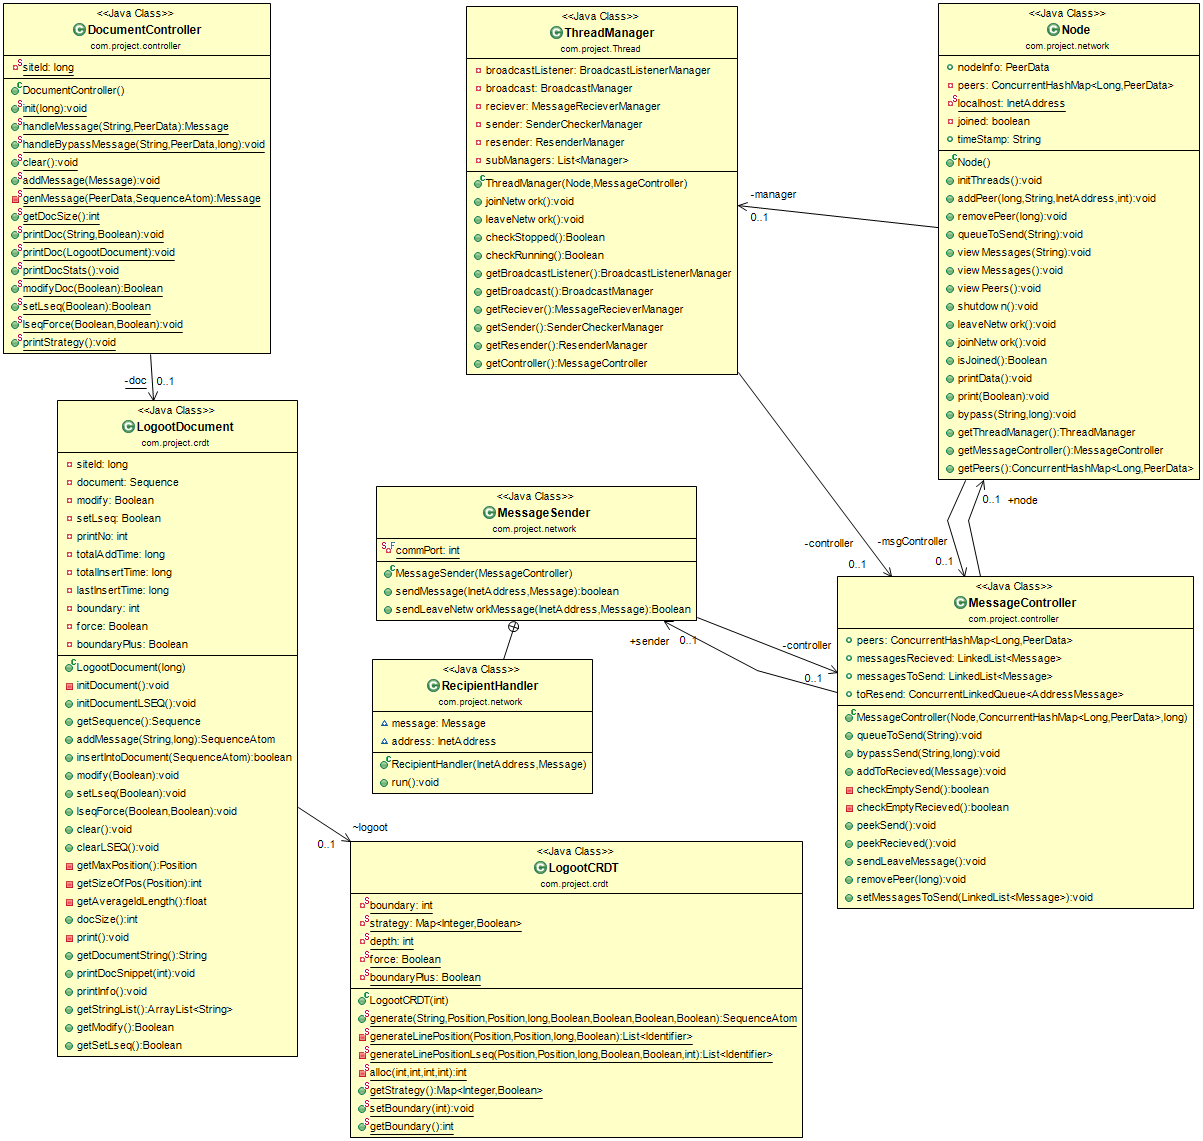 <<Java Class>>
DocumentController
com.project.controller
siteId: long
DocumentController()
init(long):void
handleMessage(String,PeerData):Message
handleBypassMessage(String,PeerData,long):void
clear():void
addMessage(Message):void
genMessage(PeerData,SequenceAtom):Message
getDocSize():int
printDoc(String,Boolean):void
printDoc(LogootDocument):void
printDocStats():void
modifyDoc(Boolean):Boolean
setLseq(Boolean):Boolean
lseqForce(Boolean,Boolean):void
printStrategy():void
-doc
0..1
<<Java Class>>
LogootDocument
com.project.crdt
siteId: long
document: Sequence
modify: Boolean
setLseq: Boolean
printNo: int
totalAddTime: long
totalInsertTime: long
lastInsertTime: long
boundary: int
force: Boolean
boundaryPlus: Boolean
LogootDocument(long)
initDocument():void
initDocumentLSEQ():void
getSequence():Sequence
addMessage(String,long):SequenceAtom
insertIntoDocument(SequenceAtom):boolean
modify(Boolean):void
setLseq(Boolean):void
lseqForce(Boolean,Boolean):void
clear():void
clearLSEQ():void
getMaxPosition():Position
getSizeOfPos(Position):int
getAverageIdLength():float
docSize():int
print():void
getDocumentString():String
printDocSnippet(int):void
printInfo():void
getStringList():ArrayList<String>
getModify():Boolean
getSetLseq():Boolean
~logoot
0..1
<<Java Class>>
ThreadManager
com.project.Thread
broadcastListener: BroadcastListenerManager
broadcast: BroadcastManager
reciever: MessageRecieverManager
sender: SenderCheckerManager
resender: ResenderManager
subManagers: List<Manager>
ThreadManager(Node,MessageController)
joinNetwork():void
leaveNetwork():void
checkStopped():Boolean
checkRunning():Boolean
getBroadcastListener():BroadcastListenerManager
getBroadcast():BroadcastManager
getReciever():MessageRecieverManager
getSender():SenderCheckerManager
getResender():ResenderManager
getController():MessageController
-manager
0..1
<<Java Class>>
Node
com.project.network
nodeInfo: PeerData
peers: ConcurrentHashMap<Long,PeerData>
localhost: InetAddress
joined: boolean
timeStamp: String
Node()
initThreads():void
addPeer(long,String,InetAddress,int):void
removePeer(long):void
queueToSend(String):void
viewMessages(String):void
viewMessages():void
viewPeers():void
shutdown():void
leaveNetwork():void
joinNetwork():void
isJoined():Boolean
printData():void
print(Boolean):void
bypass(String,long):void
getThreadManager():ThreadManager
getMessageController():MessageController
getPeers():ConcurrentHashMap<Long,PeerData>
0..1 +node
-controller
0..1
-msgController
0..1
<<Java Class>>
MessageSender
com.project.network
commPort: int
MessageSender(MessageController)
sendMessage(InetAddress,Message):boolean
sendLeaveNetworkMessage(InetAddress,Message):Boolean
+sender 0..1
-controller
0..1
<<Java Class>>
RecipientHandler
com.project.network
message: Message
address: InetAddress
RecipientHandler(InetAddress,Message)
run():void
<<Java Class>>
MessageController
com.project.controller
peers: ConcurrentHashMap<Long,PeerData>
messagesRecieved: LinkedList<Message>
messagesToSend: LinkedList<Message>
toResend: ConcurrentLinkedQueue<AddressMessage>
MessageController(Node,ConcurrentHashMap<Long,PeerData>,long)
queueToSend(String):void
bypassSend(String,long):void
addToRecieved(Message):void
checkEmptySend():boolean
checkEmptyRecieved():boolean
peekSend():void
peekRecieved():void
sendLeaveMessage():void
removePeer(long):void
setMessagesToSend(LinkedList<Message>):void
<<Java Class>>
LogootCRDT
com.project.crdt
boundary: int
strategy: Map<Integer,Boolean>
depth: int
force: Boolean
boundaryPlus: Boolean
LogootCRDT(int)
generate(String,Position,Position,long,Boolean,Boolean,Boolean,Boolean):SequenceAtom
generateLinePosition(Position,Position,long,Boolean):List<Identifier>
generateLinePositionLseq(Position,Position,long,Boolean,Boolean,int):List<Identifier>
alloc(int,int,int,int):int
getStrategy():Map<Integer,Boolean>
setBoundary(int):void
getBoundary():int